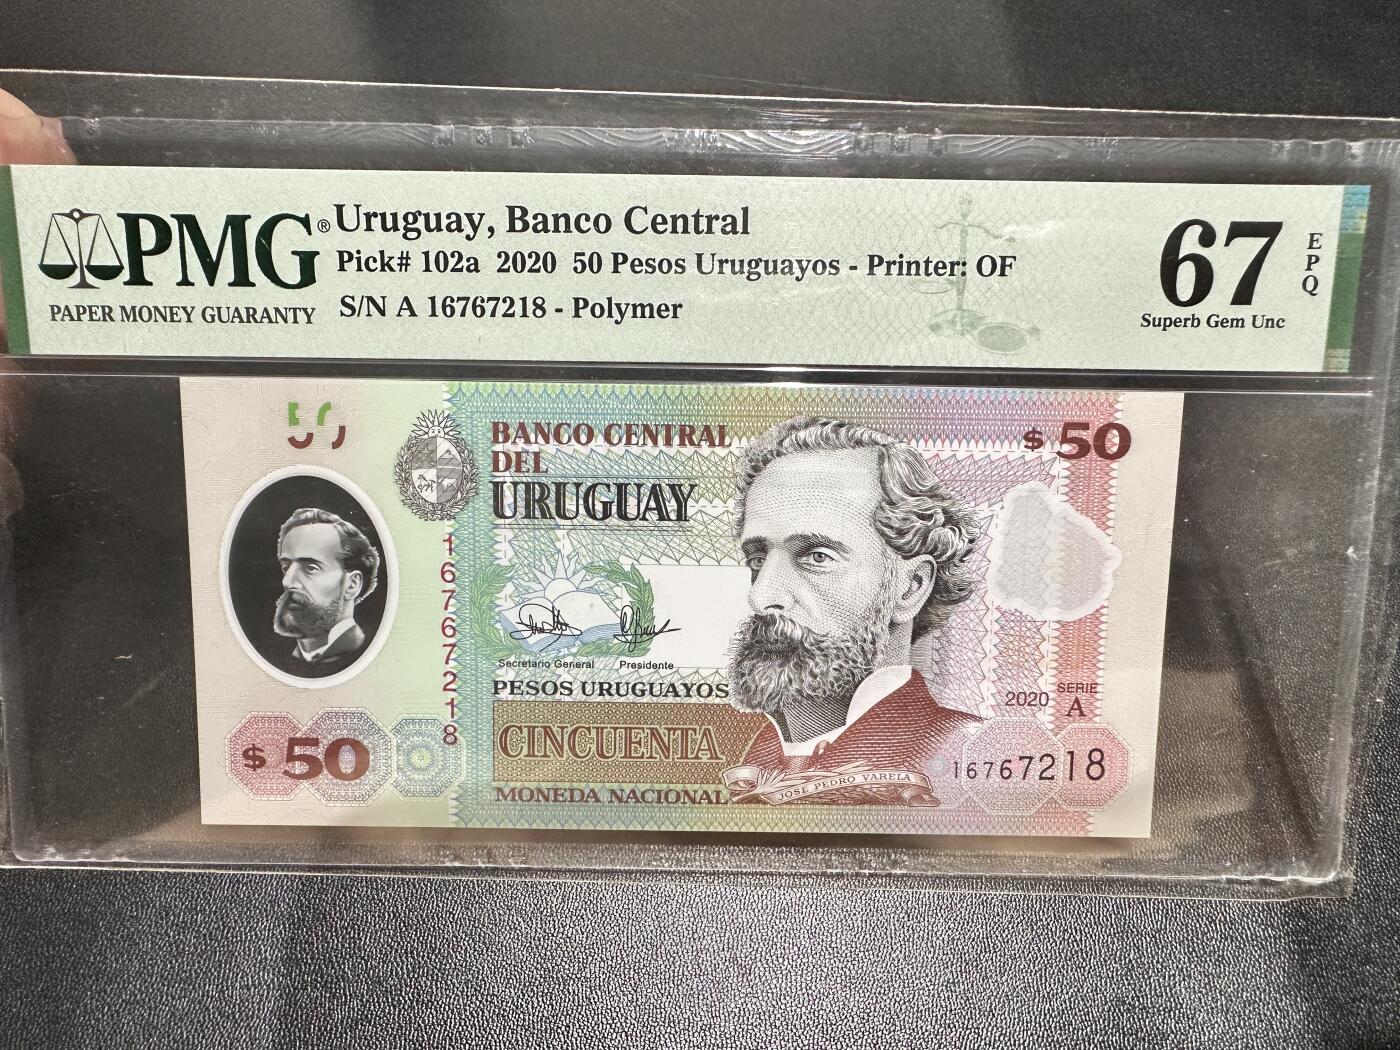 PMG®
PAPER MONEY GUARANTY
Uruguay, Banco Central
Pick# 102a 2020 50 Pesos Uruguayos - Printer: OF
S/N A 16767218 - Polymer
67
EPQ
Superb Gem Unc
50
BANCO CENTRAL
DEL
URUGUAY
$ 50
16767218
Secretario General Presidente
PESOS URUGUAYOS
CINCUENTA
MONEDA NACIONAL
$ 50
JOSÉ PEDRO VARELA
2020 SERIE
A
16767218